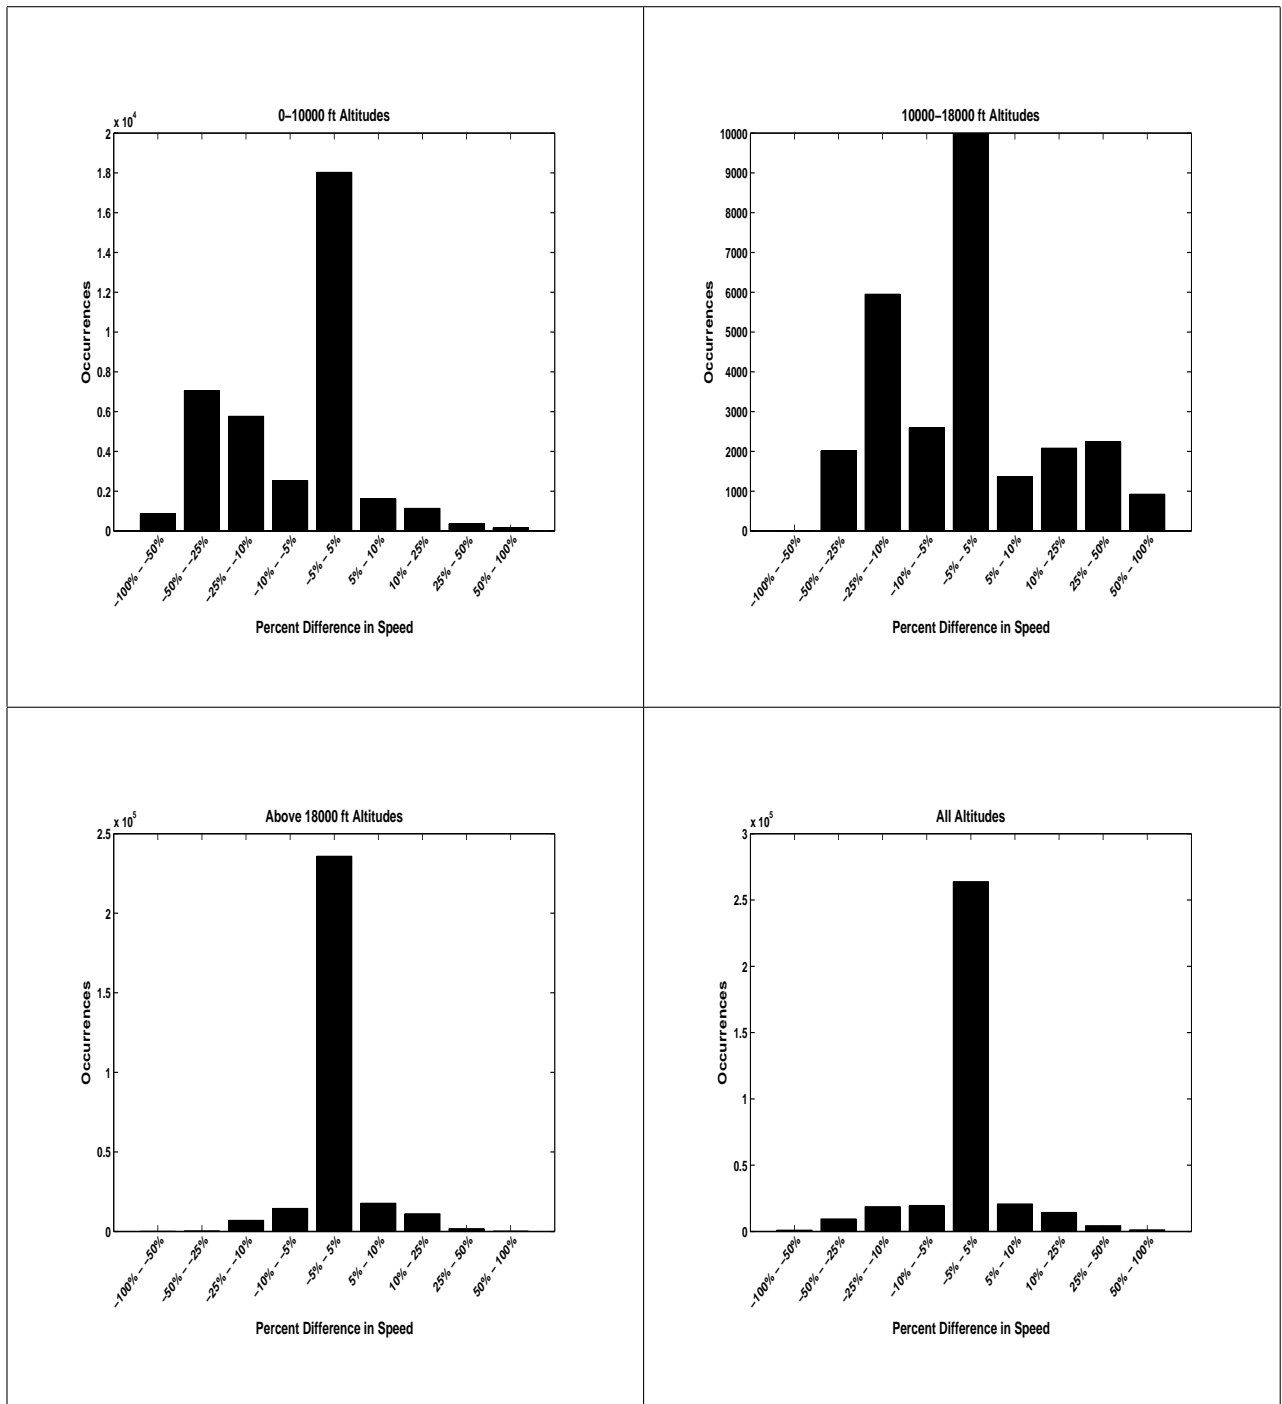 0–10000 ft Altitudes
x 10^4
2
1.8
1.6
1.4
1.2
1
0.8
0.6
0.4
0.2
0
Occurrences
–100% – –50%
–50% – –25%
–25% – –10%
–10% – –5%
–5% – 5%
5% – 10%
10% – 25%
25% – 50%
50% – 100%
Percent Difference in Speed
10000–18000 ft Altitudes
10000
9000
8000
7000
6000
5000
4000
3000
2000
1000
0
Occurrences
–100% – –50%
–50% – –25%
–25% – –10%
–10% – –5%
–5% – 5%
5% – 10%
10% – 25%
25% – 50%
50% – 100%
Percent Difference in Speed
Above 18000 ft Altitudes
x 10^5
2.5
2
1.5
1
0.5
0
Occurrences
–100% – –50%
–50% – –25%
–25% – –10%
–10% – –5%
–5% – 5%
5% – 10%
10% – 25%
25% – 50%
50% – 100%
Percent Difference in Speed
All Altitudes
x 10^5
3
2.5
2
1.5
1
0.5
0
Occurrences
–100% – –50%
–50% – –25%
–25% – –10%
–10% – –5%
–5% – 5%
5% – 10%
10% – 25%
25% – 50%
50% – 100%
Percent Difference in Speed